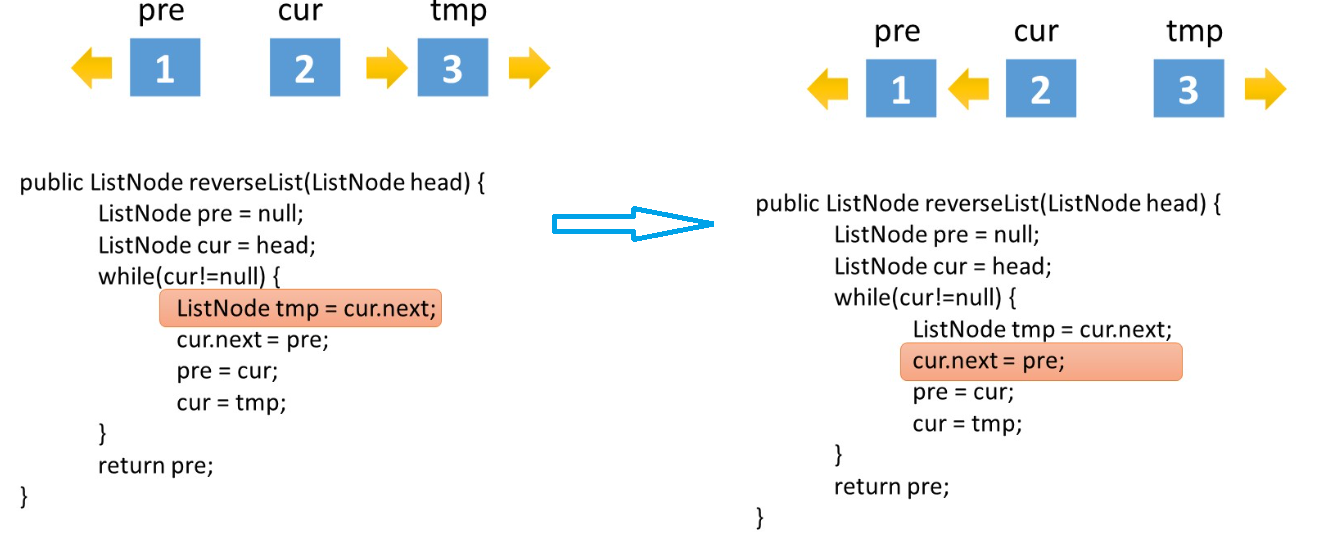 pre cur tmp
1 2 3
public ListNode reverseList(ListNode head) {
ListNode pre = null;
ListNode cur = head;
while(cur!=null) {
ListNode tmp = cur.next;
cur.next = pre;
pre = cur;
cur = tmp;
}
return pre;
}
pre cur tmp
1 2 3
public ListNode reverseList(ListNode head) {
ListNode pre = null;
ListNode cur = head;
while(cur!=null) {
ListNode tmp = cur.next;
cur.next = pre;
pre = cur;
cur = tmp;
}
return pre;
}